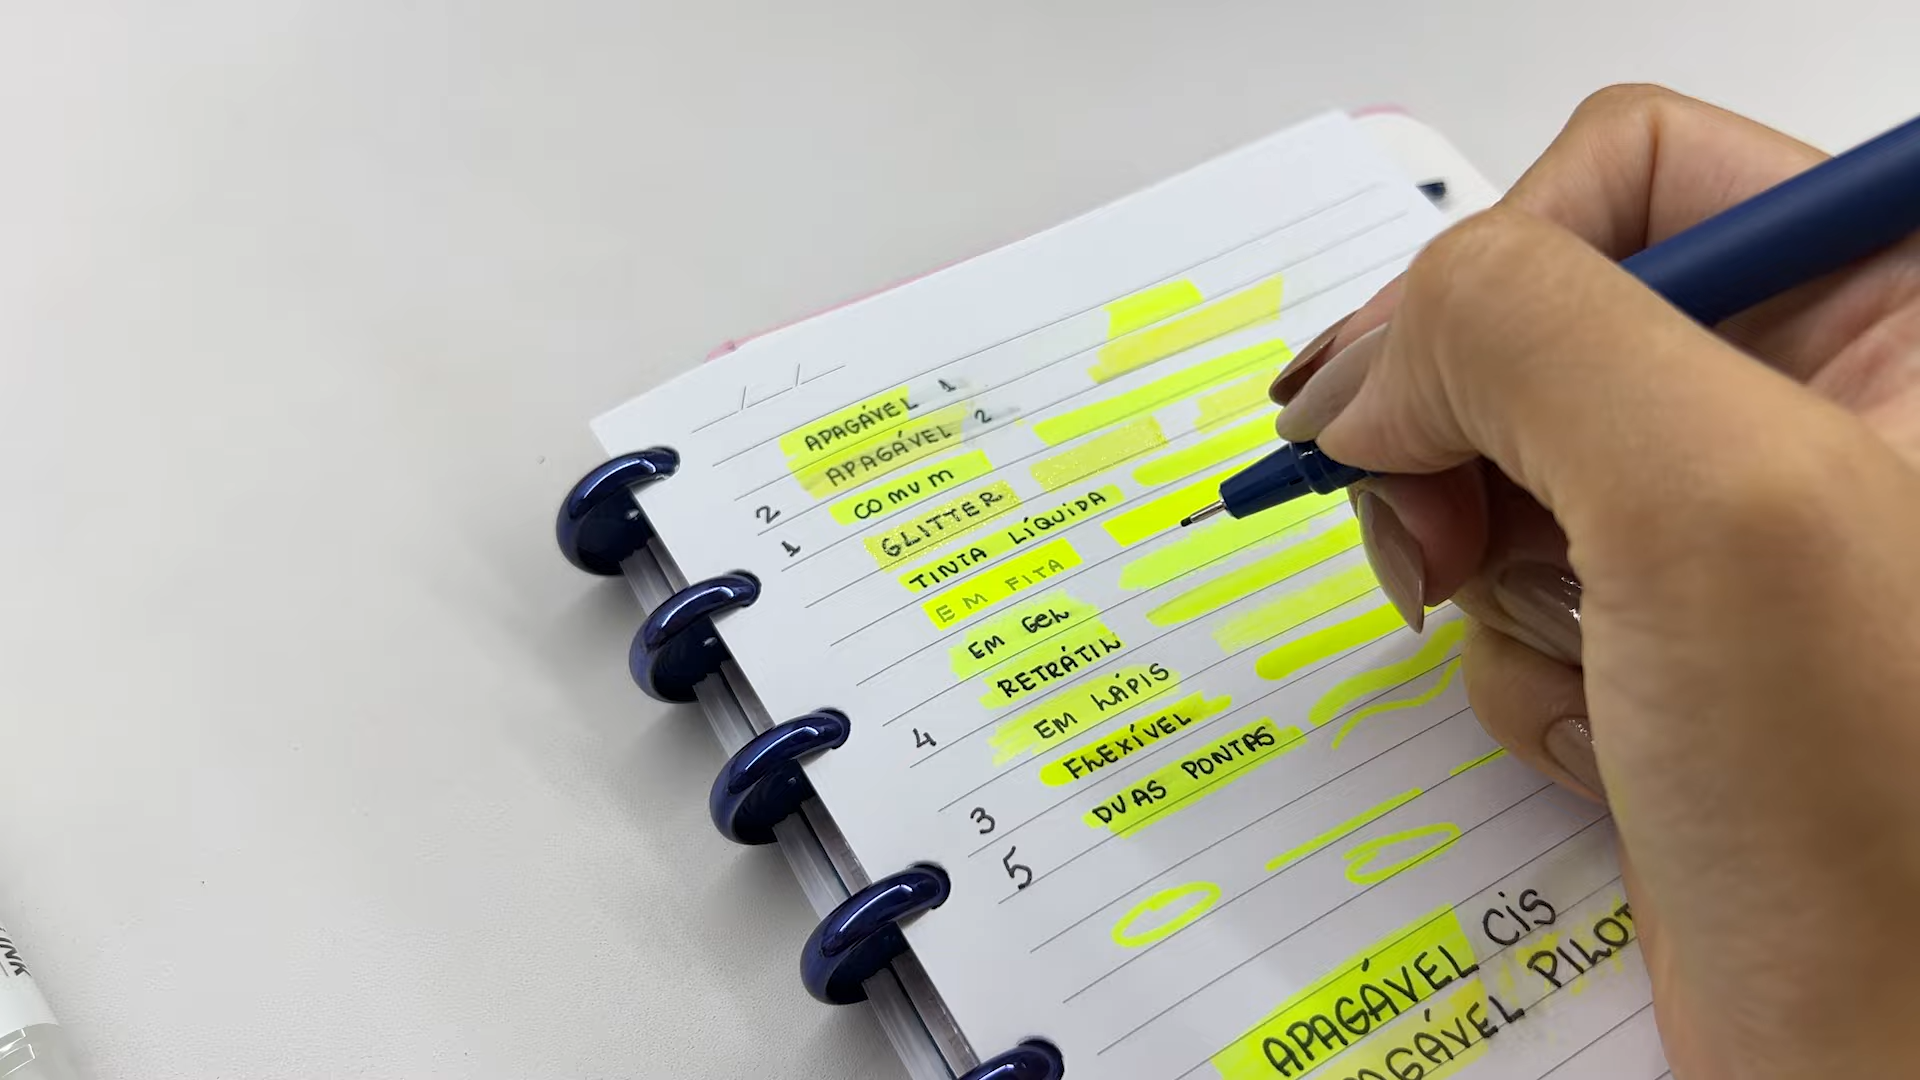 / /
APAGÁVEL 1
APAGÁVEL 2
2 COMUM
1 GLITTER
TINTA LÍQUIDA
EM FITA
EM GEL
RETRÁTIL
4 EM LÁPIS
FLEXÍVEL
3 DUAS PONTAS
5
APAGÁVEL CIS
APAGÁVEL PILOT
INK